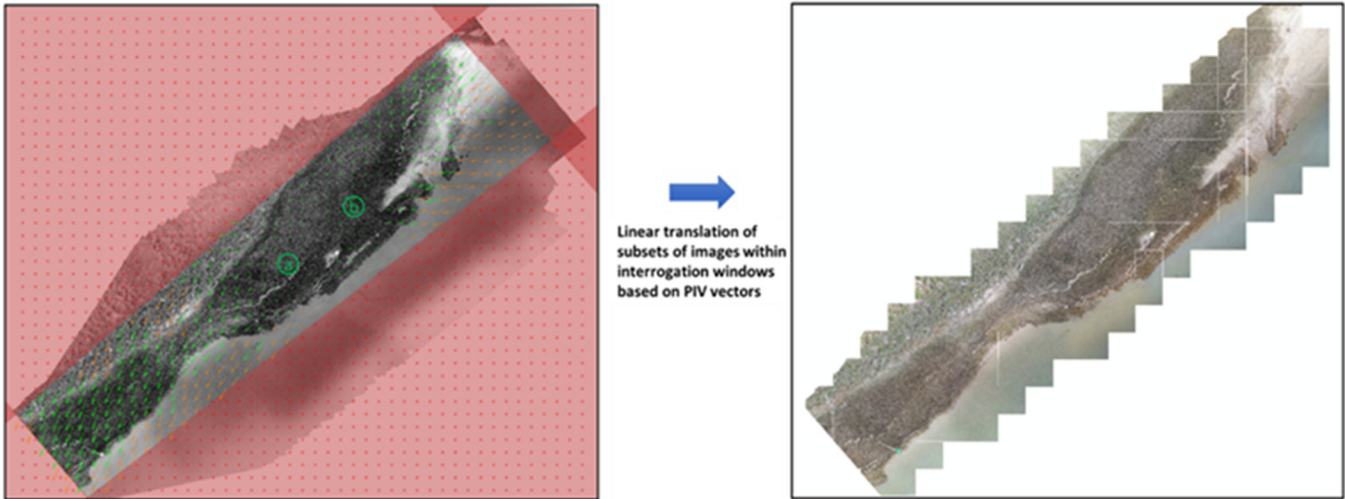 b
a
Linear translation of
subsets of images within
interrogation windows
based on PIV vectors